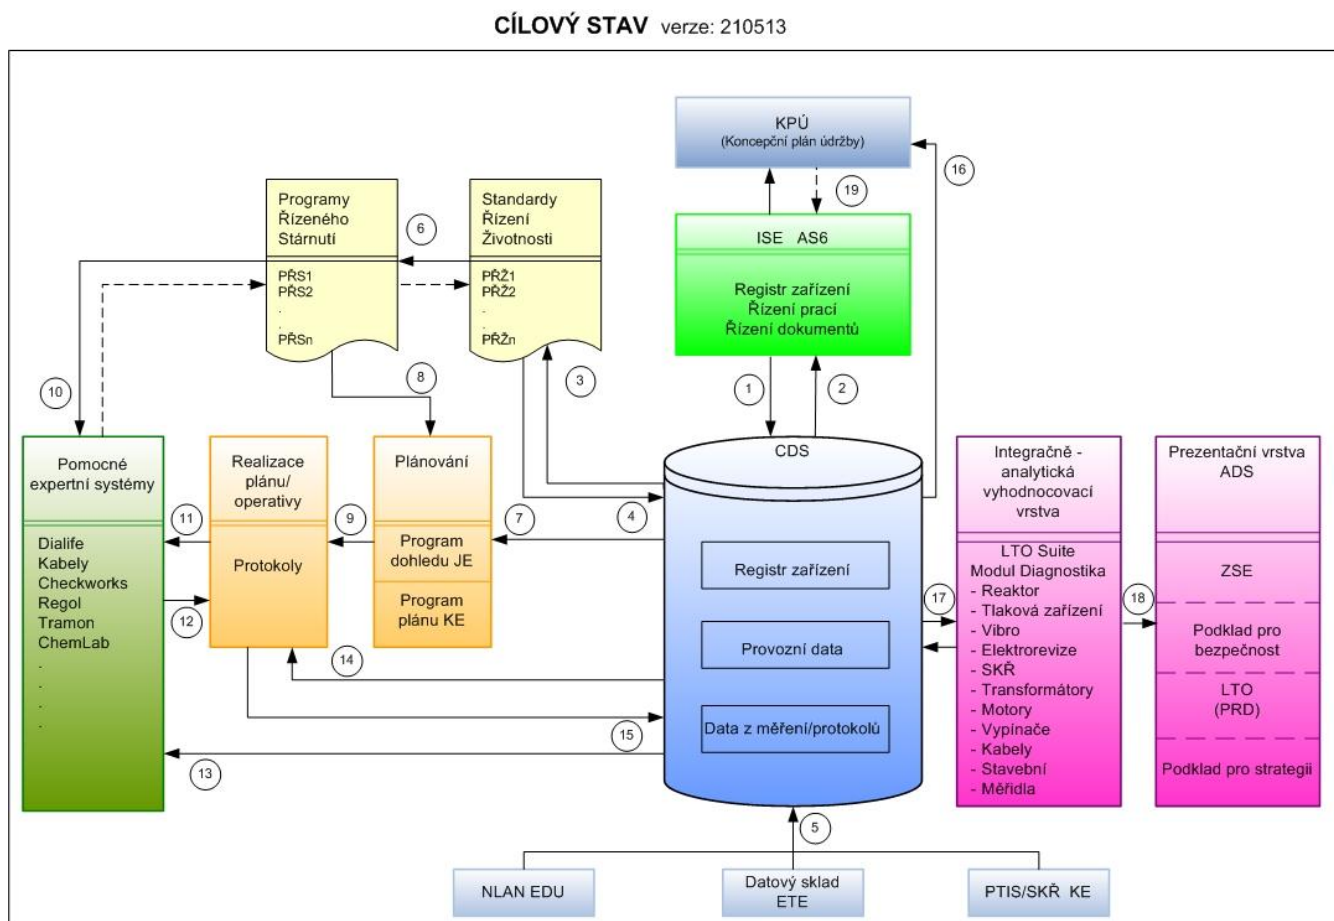 CÍLOVÝ STAV verze: 210513
KPÚ
(Koncepční plán údržby)
16
19
Programy
Řízeného
Stárnutí
PŘS1
PŘS2
.
.
PŘSn
6
Standardy
Řízení
Životnosti
PŘŽ1
PŘŽ2
.
.
PŘŽn
ISE AS6
Registr zařízení
Řízení prací
Řízení dokumentů
10
8
3
1
2
Pomocné
expertní systémy
Dialife
Kabely
Checkworks
Regol
Tramon
ChemLab
.
.
.
.
11
12
Realizace
plánu/
operativy
Protokoly
9
Plánování
Program
dohledu JE
Program
plánu KE
7
4
14
15
13
CDS
Registr zařízení
Provozní data
Data z měření/protokolů
17
Integračně -
analytická
vyhodnocovací
vrstva
LTO Suite
Modul Diagnostika
- Reaktor
- Tlaková zařízení
- Vibro
- Elektrorevize
- SKŘ
- Transformátory
- Motory
- Vypínače
- Kabely
- Stavební
- Měřidla
18
Prezentační vrstva
ADS
ZSE
Podklad pro
bezpečnost
LTO
(PRD)
Podklad pro strategii
5
NLAN EDU
Datový sklad
ETE
PTIS/SKŘ KE